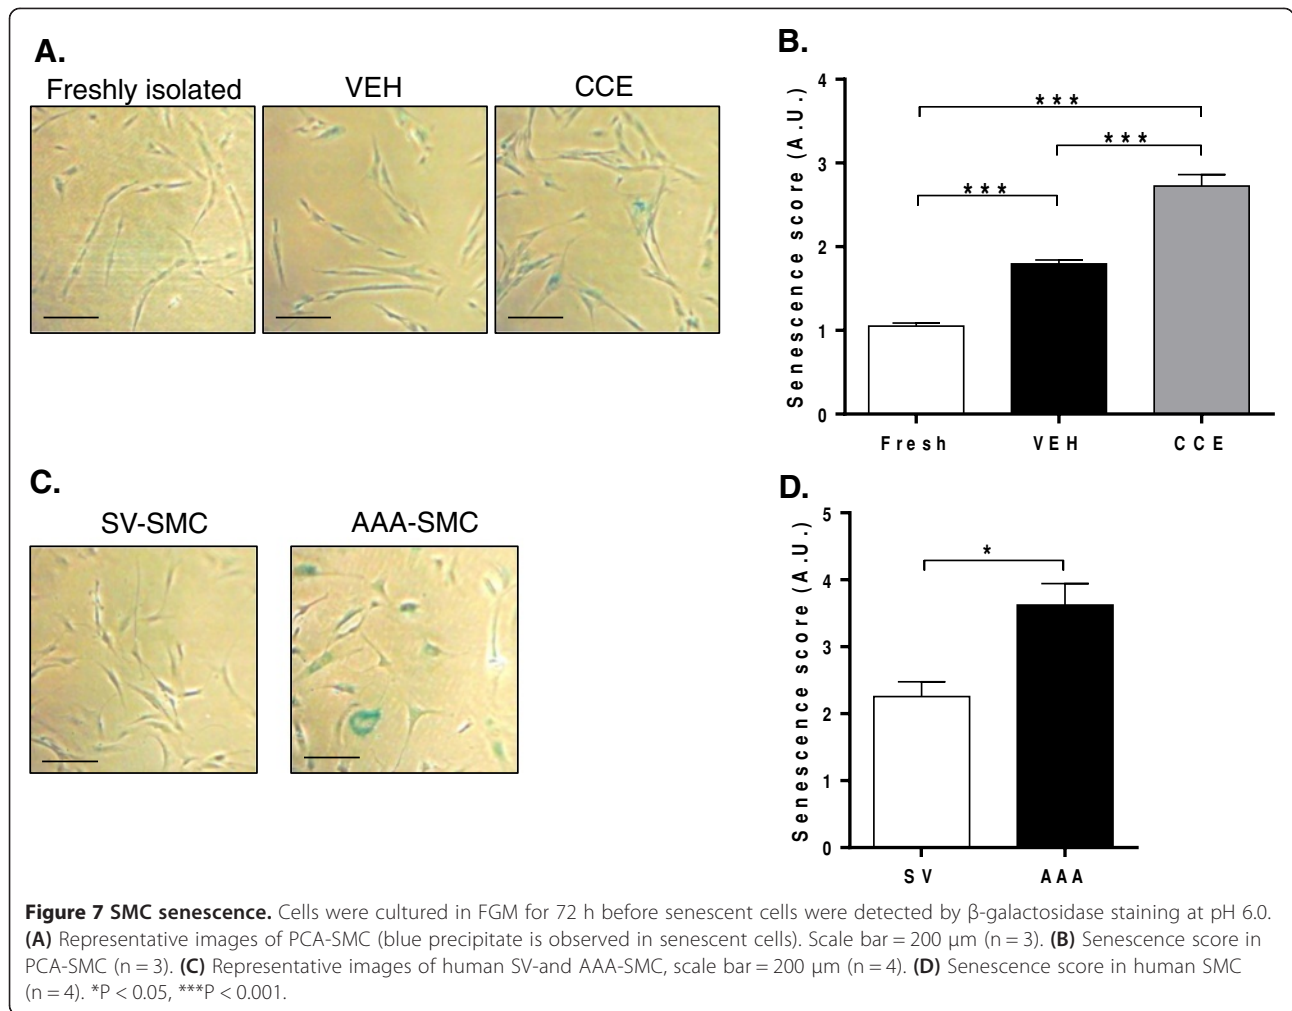 A.
Freshly isolated
VEH
CCE
B.
Senescence score (A.U.)
4
3
2
1
0
***
***
***
Fresh
VEH
CCE
C.
SV-SMC
AAA-SMC
D.
Senescence score (A.U.)
5
4
3
2
1
0
*
SV
AAA
Figure 7 SMC senescence. Cells were cultured in FGM for 72 h before senescent cells were detected by β-galactosidase staining at pH 6.0.
(A) Representative images of PCA-SMC (blue precipitate is observed in senescent cells). Scale bar = 200 μm (n = 3). (B) Senescence score in
PCA-SMC (n = 3). (C) Representative images of human SV-and AAA-SMC, scale bar = 200 μm (n = 4). (D) Senescence score in human SMC
(n = 4). *P < 0.05, ***P < 0.001.